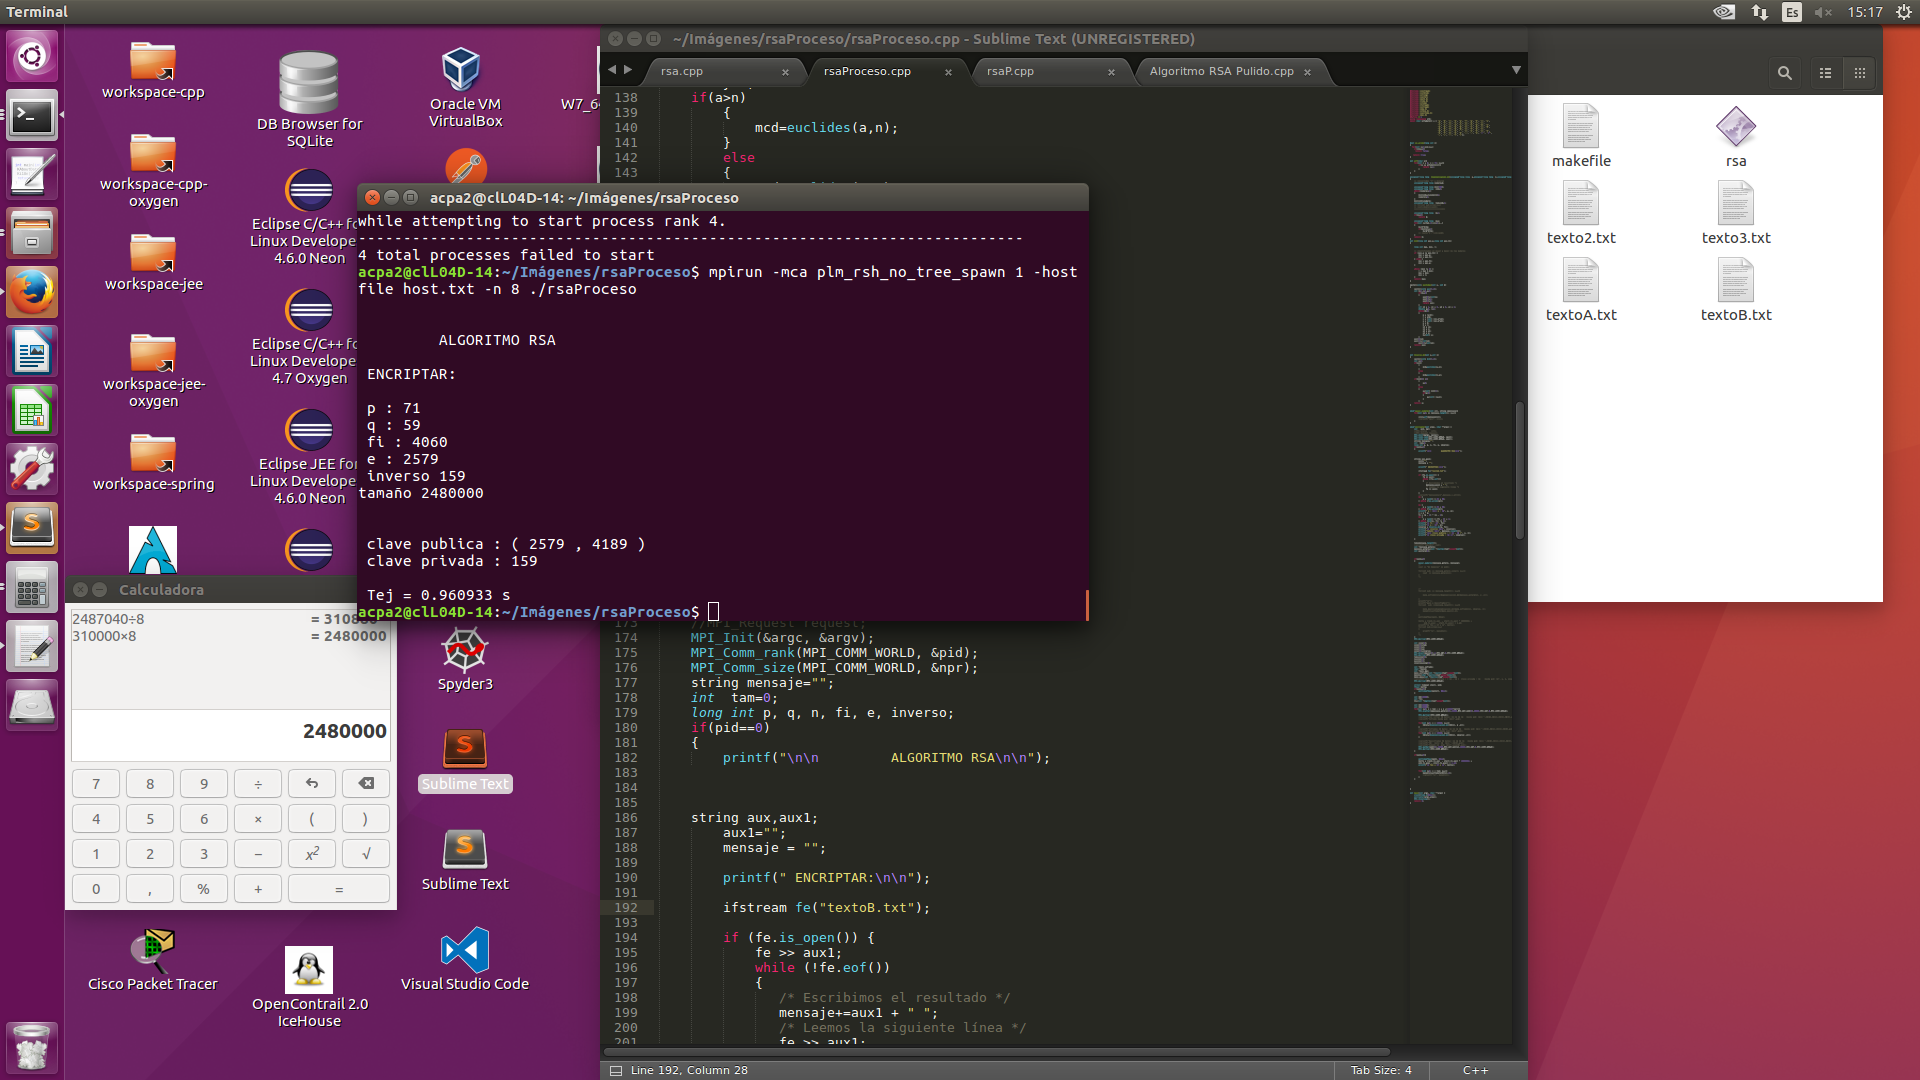 Terminal
Es
15:17
workspace-cpp
workspace-cpp-
oxygen
workspace-jee
workspace-jee-
oxygen
workspace-spring
DB Browser for
SQLite
Eclipse C/C++ fo
Linux Develope
4.6.0 Neon
Eclipse C/C++ fo
Linux Develope
4.7 Oxygen
Eclipse JEE for
Linux Develope
4.6.0 Neon
Oracle VM
VirtualBox
Spyder3
Sublime Text
Sublime Text
Visual Studio Code
Cisco Packet Tracer
OpenContrail 2.0
IceHouse
~/Imágenes/rsaProceso/rsaProceso.cpp - Sublime Text (UNREGISTERED)
rsa.cpp
rsaProceso.cpp
rsaP.cpp
Algoritmo RSA Pulido.cpp
138 if(a>n)
139 {
140 mcd=euclides(a,n);
141 }
142 else
143 {
acpa2@clL04D-14: ~/Imágenes/rsaProceso
while attempting to start process rank 4.
--------------------------------------------------------------------------
4 total processes failed to start
acpa2@clL04D-14:~/Imágenes/rsaProceso$ mpirun -mca plm_rsh_no_tree_spawn 1 -host
file host.txt -n 8 ./rsaProceso
ALGORITMO RSA
ENCRIPTAR:
p : 71
q : 59
fi : 4060
e : 2579
inverso 159
tamaño 2480000
clave publica : ( 2579 , 4189 )
clave privada : 159
Tej = 0.960933 s
acpa2@clL04D-14:~/Imágenes/rsaProceso$
173 //MPI_Request request;
174 MPI_Init(&argc, &argv);
175 MPI_Comm_rank(MPI_COMM_WORLD, &pid);
176 MPI_Comm_size(MPI_COMM_WORLD, &npr);
177 string mensaje="";
178 int tam=0;
179 long int p, q, n, fi, e, inverso;
180 if(pid==0)
181 {
182 printf("\n\n ALGORITMO RSA\n\n");
183
184
185
186 string aux,aux1;
187 aux1="";
188 mensaje = "";
189
190 printf(" ENCRIPTAR:\n\n");
191
192 ifstream fe("textoB.txt");
193
194 if (fe.is_open()) {
195 fe >> aux1;
196 while (!fe.eof())
197 {
198 /* Escribimos el resultado */
199 mensaje+=aux1 + " ";
200 /* Leemos la siguiente línea */
201 fe >> aux1;
Line 192, Column 28
Tab Size: 4
C++
Calculadora
2487040÷8
310000×8 = 2480000
2480000
7 8 9 ÷
4 5 6 × ( )
1 2 3 − x² √
0 , % + =
makefile
rsa
texto2.txt
texto3.txt
textoA.txt
textoB.txt